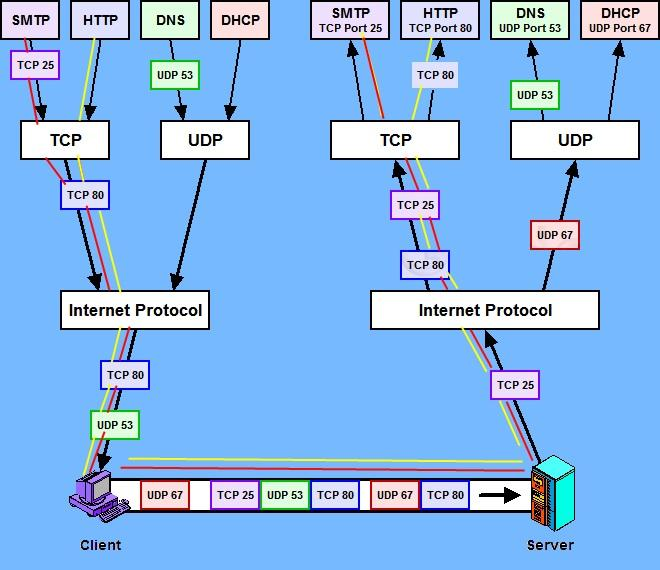 SMTP
HTTP
DNS
DHCP
SMTP
TCP Port 25
HTTP
TCP Port 80
DNS
UDP Port 53
DHCP
UDP Port 67
TCP 25
UDP 53
TCP 80
UDP 53
TCP
UDP
TCP
UDP
TCP 80
TCP 25
UDP 67
TCP 80
Internet Protocol
Internet Protocol
TCP 80
TCP 25
UDP 53
UDP 67
TCP 25
UDP 53
TCP 80
UDP 67
TCP 80
Client
Server